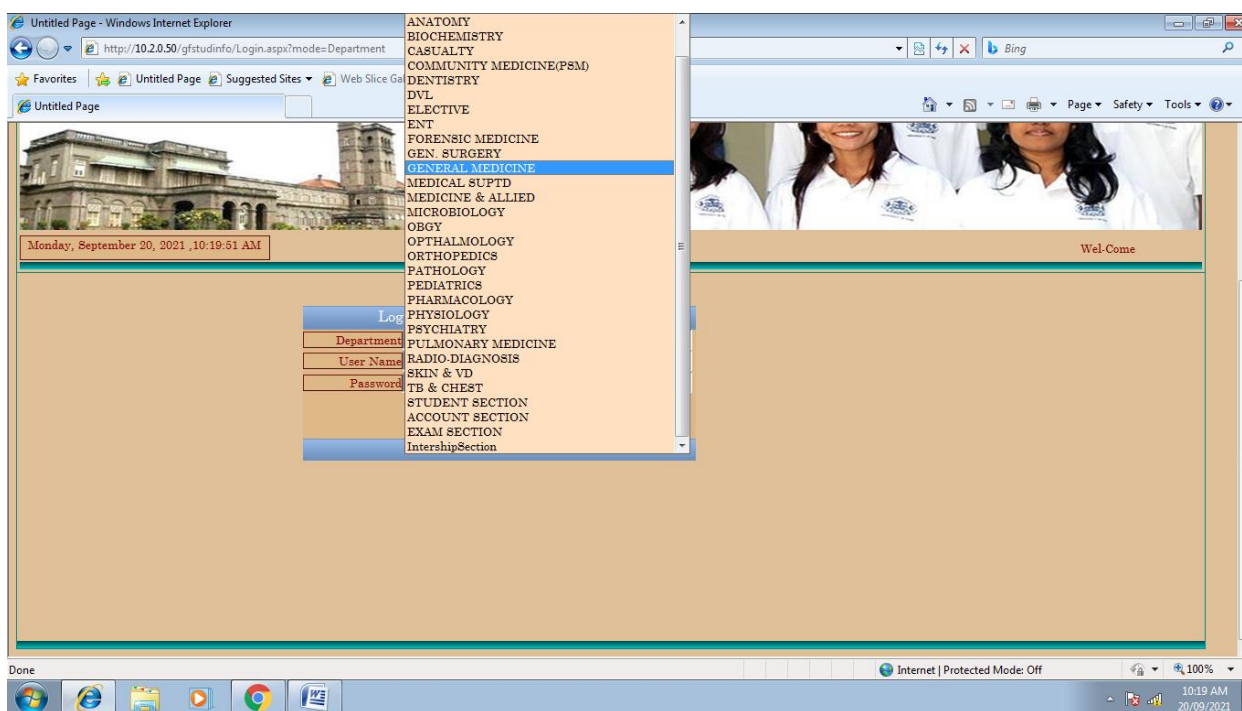 Untitled Page - Windows Internet Explorer
http://10.2.0.50/gfstudinfo/Login.aspx?mode=Department
Bing
Favorites Untitled Page Suggested Sites Web Slice Gal
Untitled Page
Page Safety Tools
Monday, September 20, 2021 ,10:19:51 AM
Wel-Come
Log
Department
User Name
Password
ANATOMY
BIOCHEMISTRY
CASUALTY
COMMUNITY MEDICINE(PSM)
DENTISTRY
DVL
ELECTIVE
ENT
FORENSIC MEDICINE
GEN. SURGERY
GENERAL MEDICINE
MEDICAL SUPTD
MEDICINE & ALLIED
MICROBIOLOGY
OBGY
OPTHALMOLOGY
ORTHOPEDICS
PATHOLOGY
PEDIATRICS
PHARMACOLOGY
PHYSIOLOGY
PSYCHIATRY
PULMONARY MEDICINE
RADIO-DIAGNOSIS
SKIN & VD
TB & CHEST
STUDENT SECTION
ACCOUNT SECTION
EXAM SECTION
IntershipSection
Done
Internet | Protected Mode: Off
100%
10:19 AM
20/09/2021